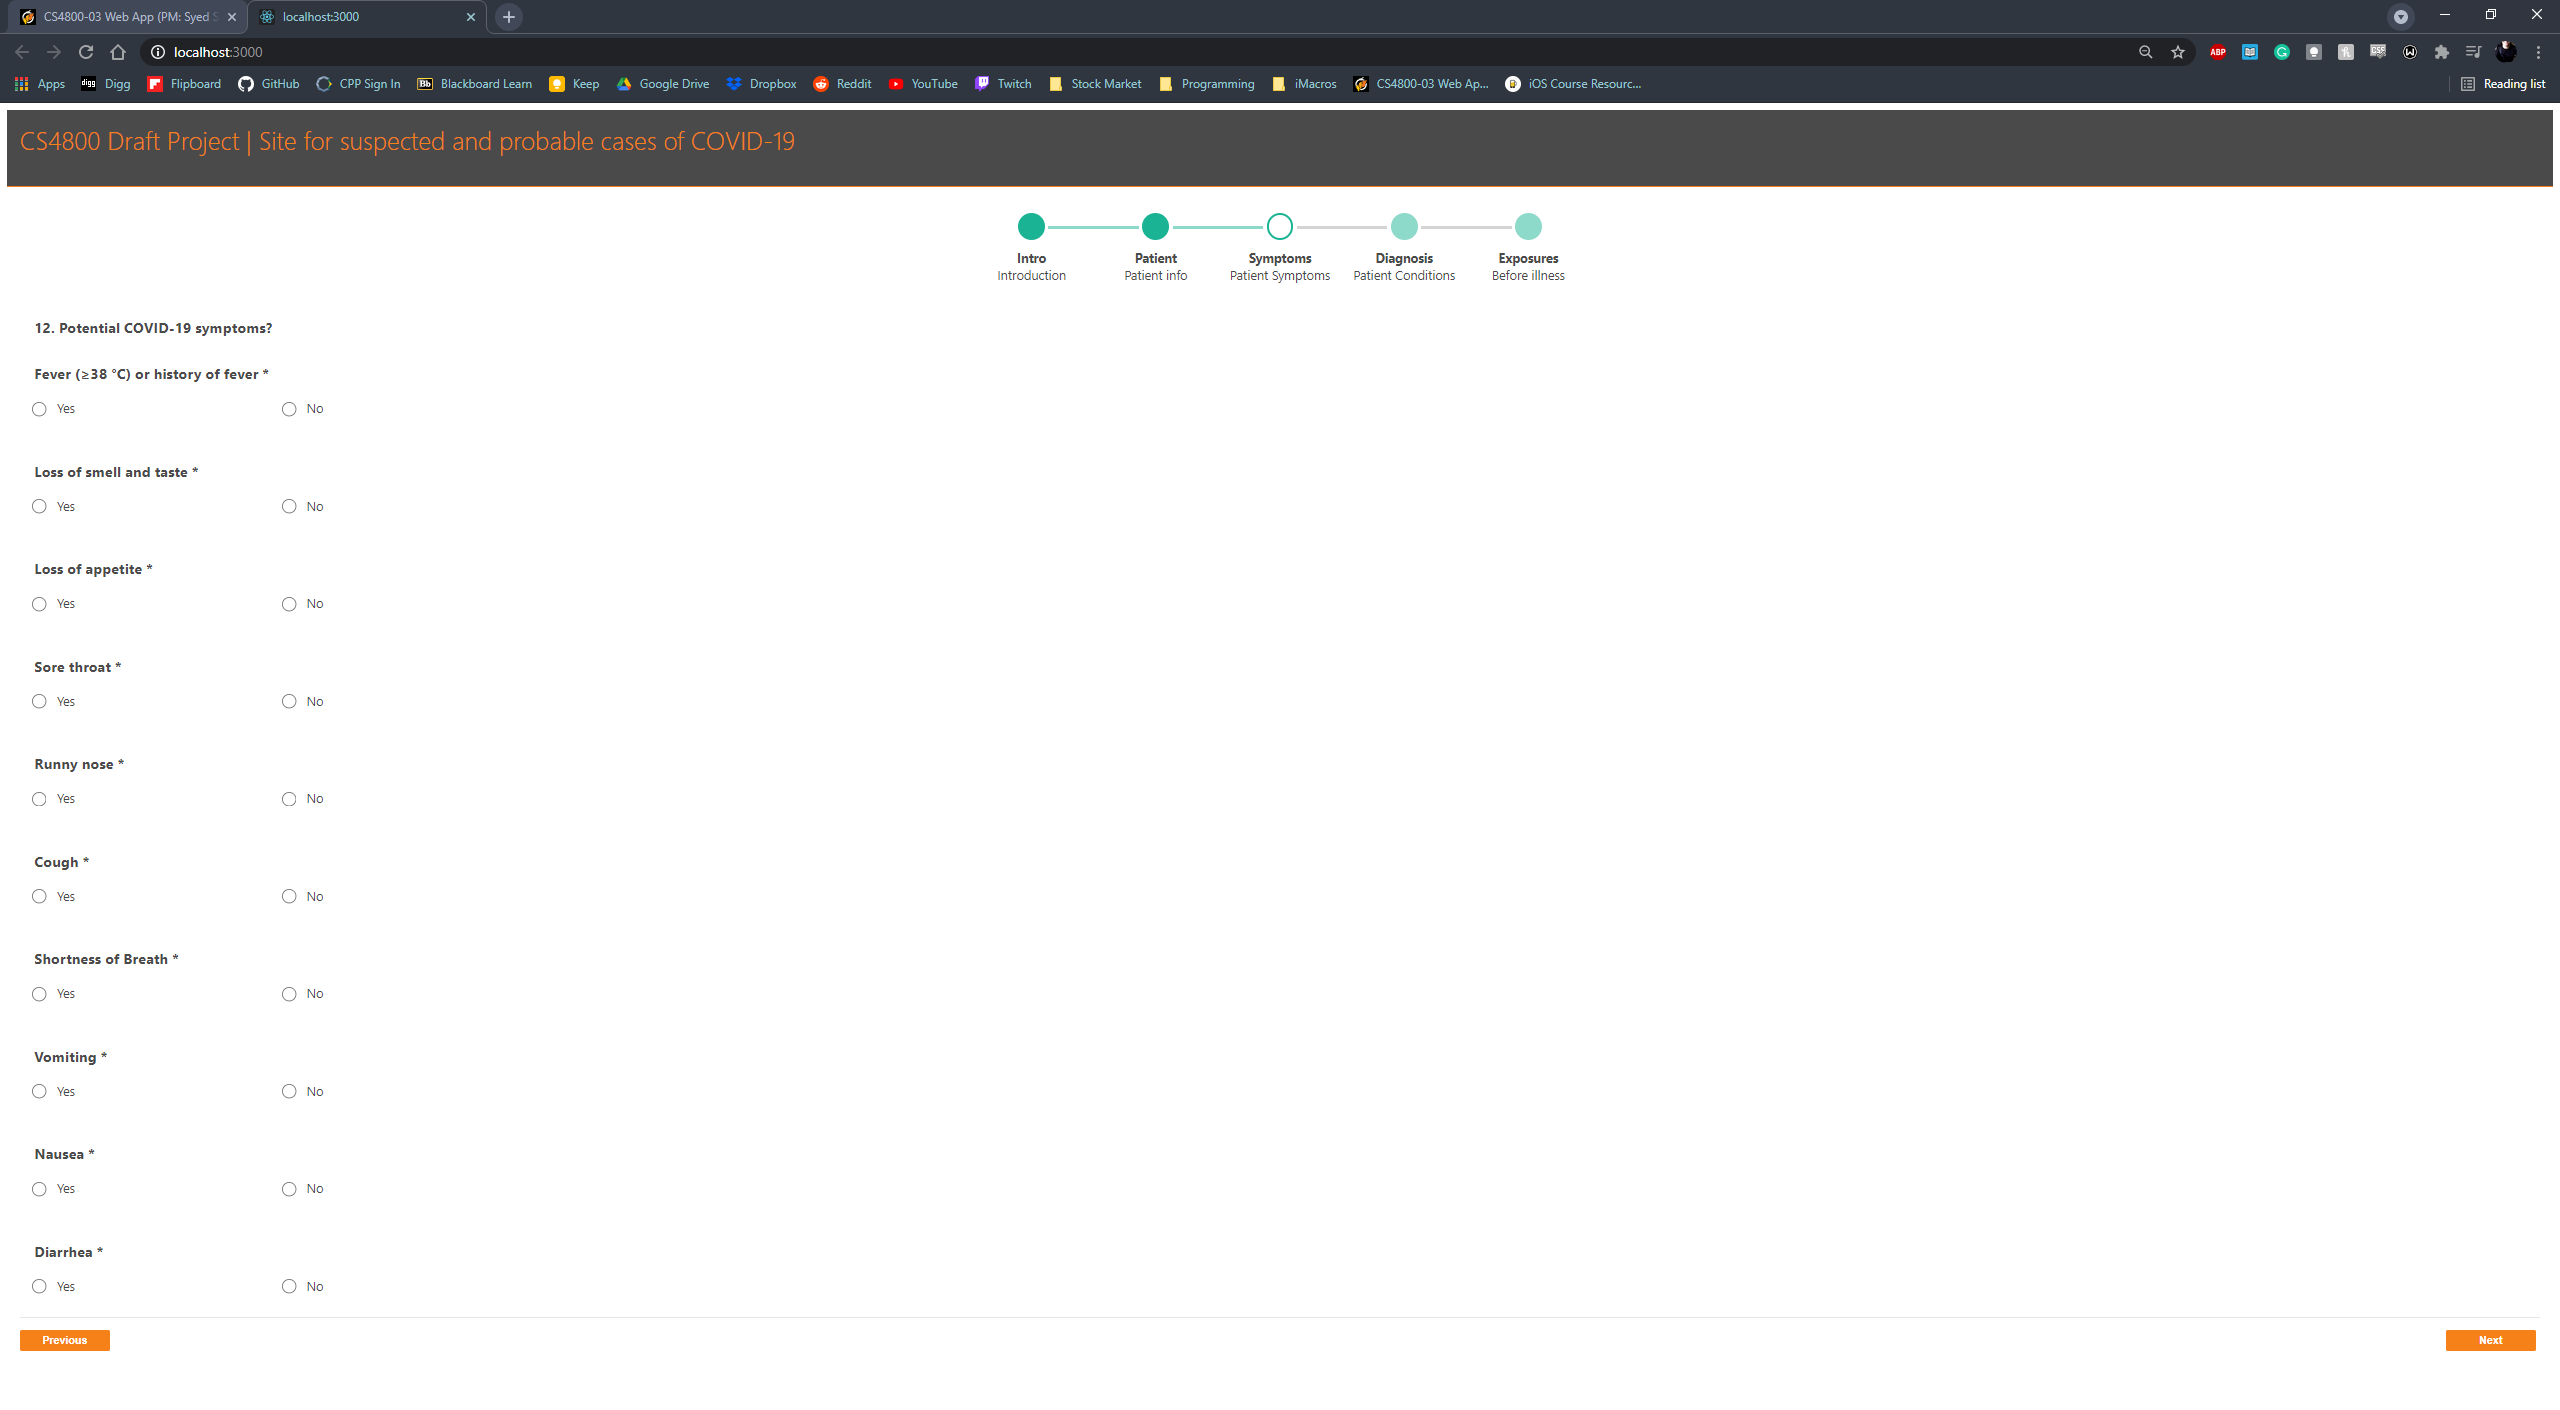 CS4800-03 Web App (PM: Syed S
localhost:3000
localhost:3000
ABP
Apps
digg Digg
Flipboard
GitHub
CPP Sign In
Bb Blackboard Learn
Keep
Google Drive
Dropbox
Reddit
YouTube
Twitch
Stock Market
Programming
iMacros
CS4800-03 Web Ap...
iOS Course Resourc...
Reading list
CS4800 Draft Project | Site for suspected and probable cases of COVID-19
Intro Patient Symptoms Diagnosis Exposures
Introduction Patient info Patient Symptoms Patient Conditions Before illness
12. Potential COVID-19 symptoms?
Fever (≥38 °C) or history of fever *
Yes No
Loss of smell and taste *
Yes No
Loss of appetite *
Yes No
Sore throat *
Yes No
Runny nose *
Yes No
Cough *
Yes No
Shortness of Breath *
Yes No
Vomiting *
Yes No
Nausea *
Yes No
Diarrhea *
Yes No
Previous Next